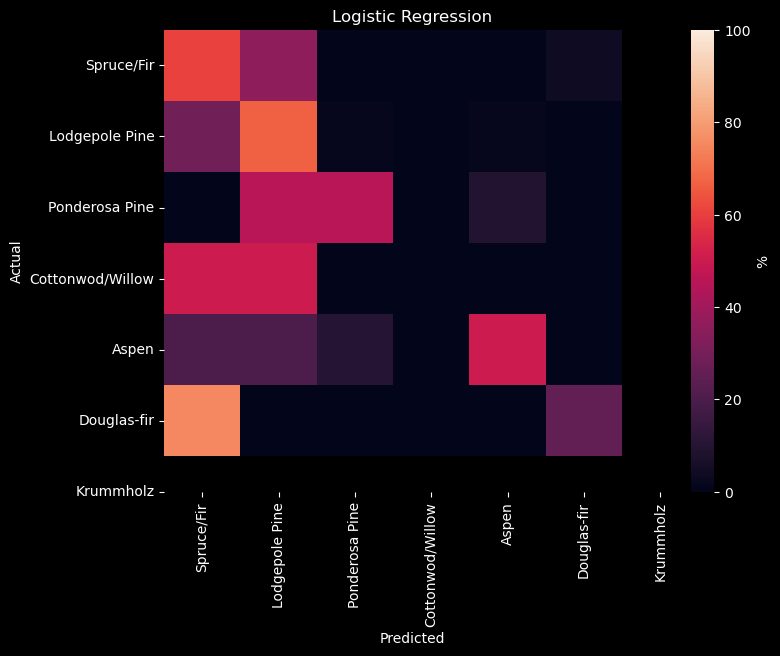 Logistic Regression
Actual
Spruce/Fir
Lodgepole Pine
Ponderosa Pine
Cottonwod/Willow
Aspen
Douglas-fir
Krummholz
Spruce/Fir
Lodgepole Pine
Ponderosa Pine
Cottonwod/Willow
Aspen
Douglas-fir
Krummholz
Predicted
100
80
60
40
20
0
%